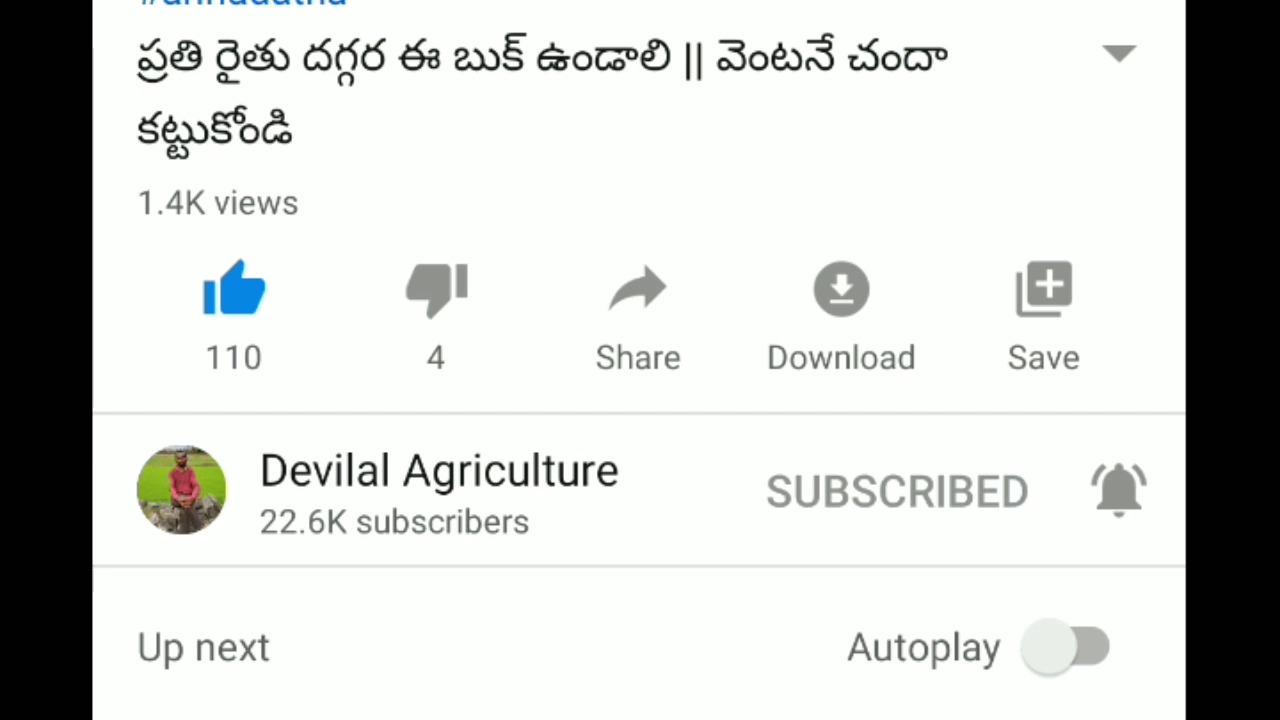 #annadatha
ప్రతి రైతు దగ్గర ఈ బుక్ ఉండాలి || వెంటనే చందా
కట్టుకోండి
1.4K views
110
4
Share
Download
Save
Devilal Agriculture
SUBSCRIBED
22.6K subscribers
Up next
Autoplay